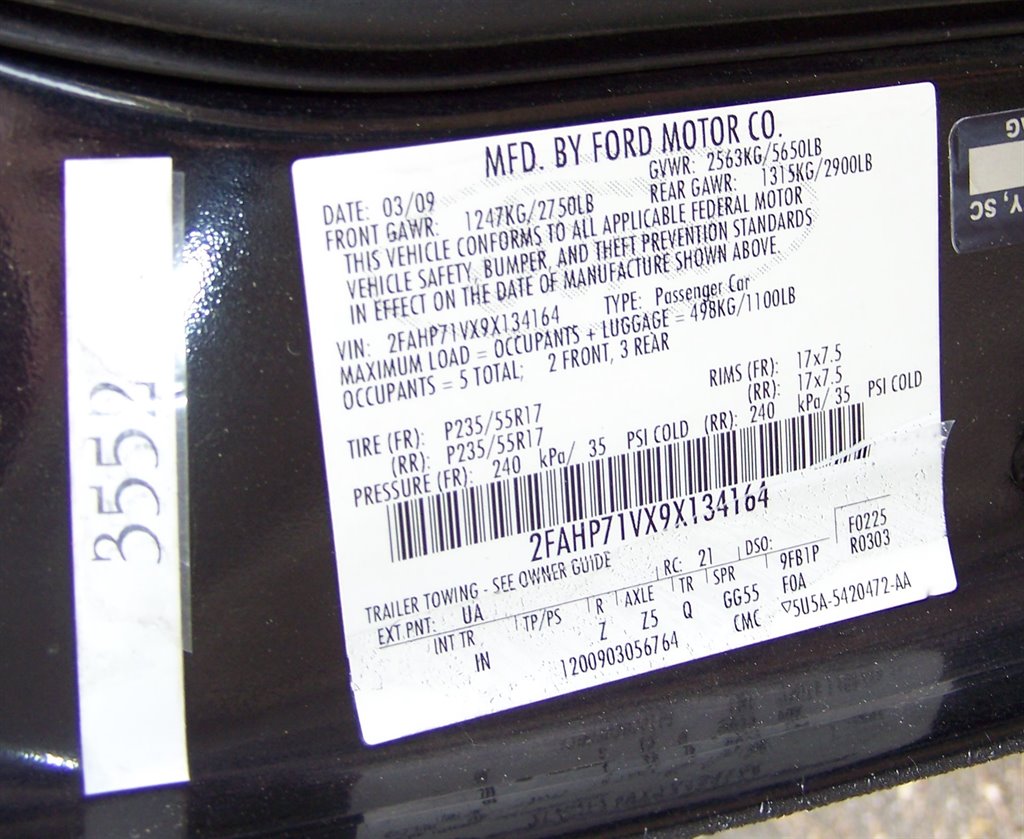 3552
MFD. BY FORD MOTOR CO.
DATE: 03/09 GVWR: 2563KG/5650LB
FRONT GAWR: 1247KG/2750LB REAR GAWR: 1315KG/2900LB
THIS VEHICLE CONFORMS TO ALL APPLICABLE FEDERAL MOTOR
VEHICLE SAFETY, BUMPER, AND THEFT PREVENTION STANDARDS
IN EFFECT ON THE DATE OF MANUFACTURE SHOWN ABOVE.
VIN: 2FAHP71VX9X134164 TYPE: Passenger Car
MAXIMUM LOAD = OCCUPANTS + LUGGAGE = 498KG/1100LB
OCCUPANTS = 5 TOTAL; 2 FRONT, 3 REAR
TIRE (FR): P235/55R17 RIMS (FR): 17x7.5
(RR): P235/55R17 (RR): 17x7.5
PRESSURE (FR): 240 kPa/ 35 PSI COLD (RR): 240 kPa/ 35 PSI COLD
2FAHP71VX9X134164
TRAILER TOWING - SEE OWNER GUIDE
EXT PNT: UA RC: 21 DSO: F0225
INT TR TP/PS R AXLE TR SPR 9FB1P R0303
IN Z Z5 Q GG55 F0A
1200903056764 CMC ▽5U5A-5420472-AA
Y, SC